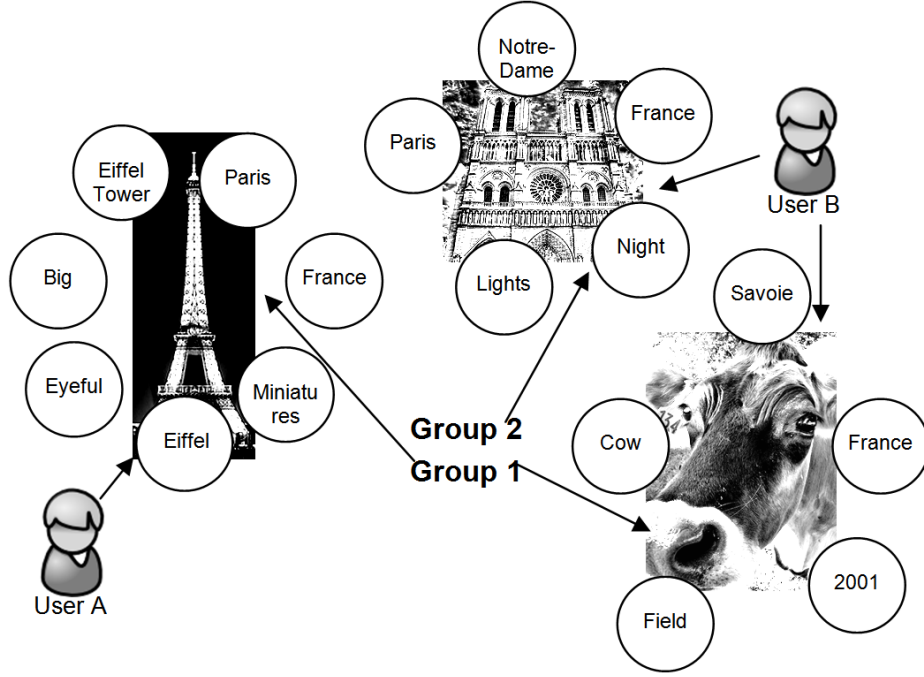 Notre-
Dame
France
Paris
Night
Lights
User B
Eiffel
Tower
Paris
Big
France
Eyeful
Miniatu
res
Eiffel
User A
Group 2
Group 1
Savoie
Cow
France
2001
Field